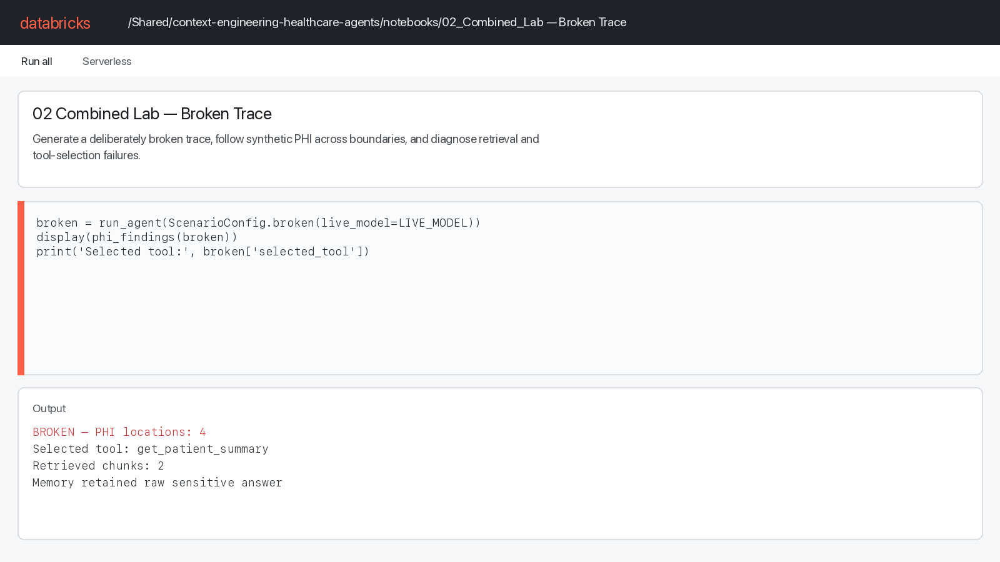 databricks
/Shared/context-engineering-healthcare-agents/notebooks/02_Combined_Lab — Broken Trace
Run all
Serverless
02 Combined Lab — Broken Trace
Generate a deliberately broken trace, follow synthetic PHI across boundaries, and diagnose retrieval and
tool-selection failures.
broken = run_agent(ScenarioConfig.broken(live_model=LIVE_MODEL))
display(phi_findings(broken))
print('Selected tool:', broken['selected_tool'])
Output
BROKEN — PHI locations: 4
Selected tool: get_patient_summary
Retrieved chunks: 2
Memory retained raw sensitive answer